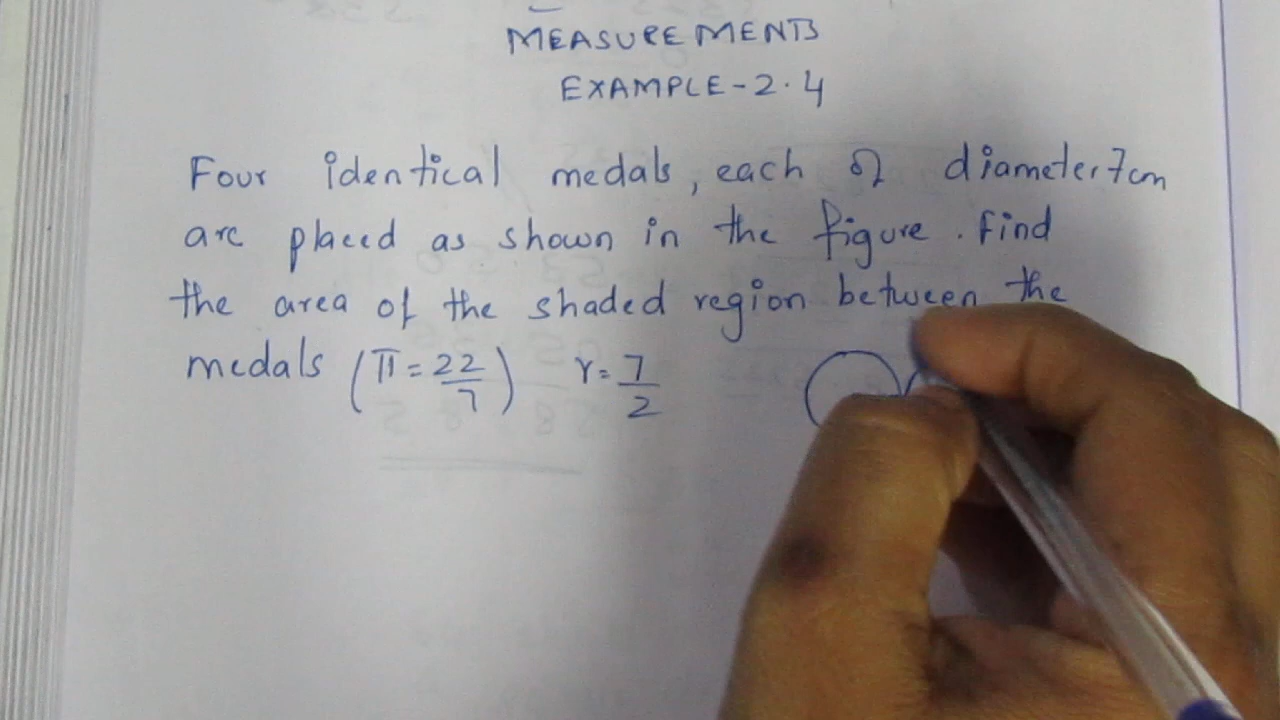 MEASUREMENTS
EXAMPLE-2.4
Four identical medals, each of diameter 7cm
are placed as shown in the figure. Find
the area of the shaded region between the
medals (π = 22/7) r = 7/2